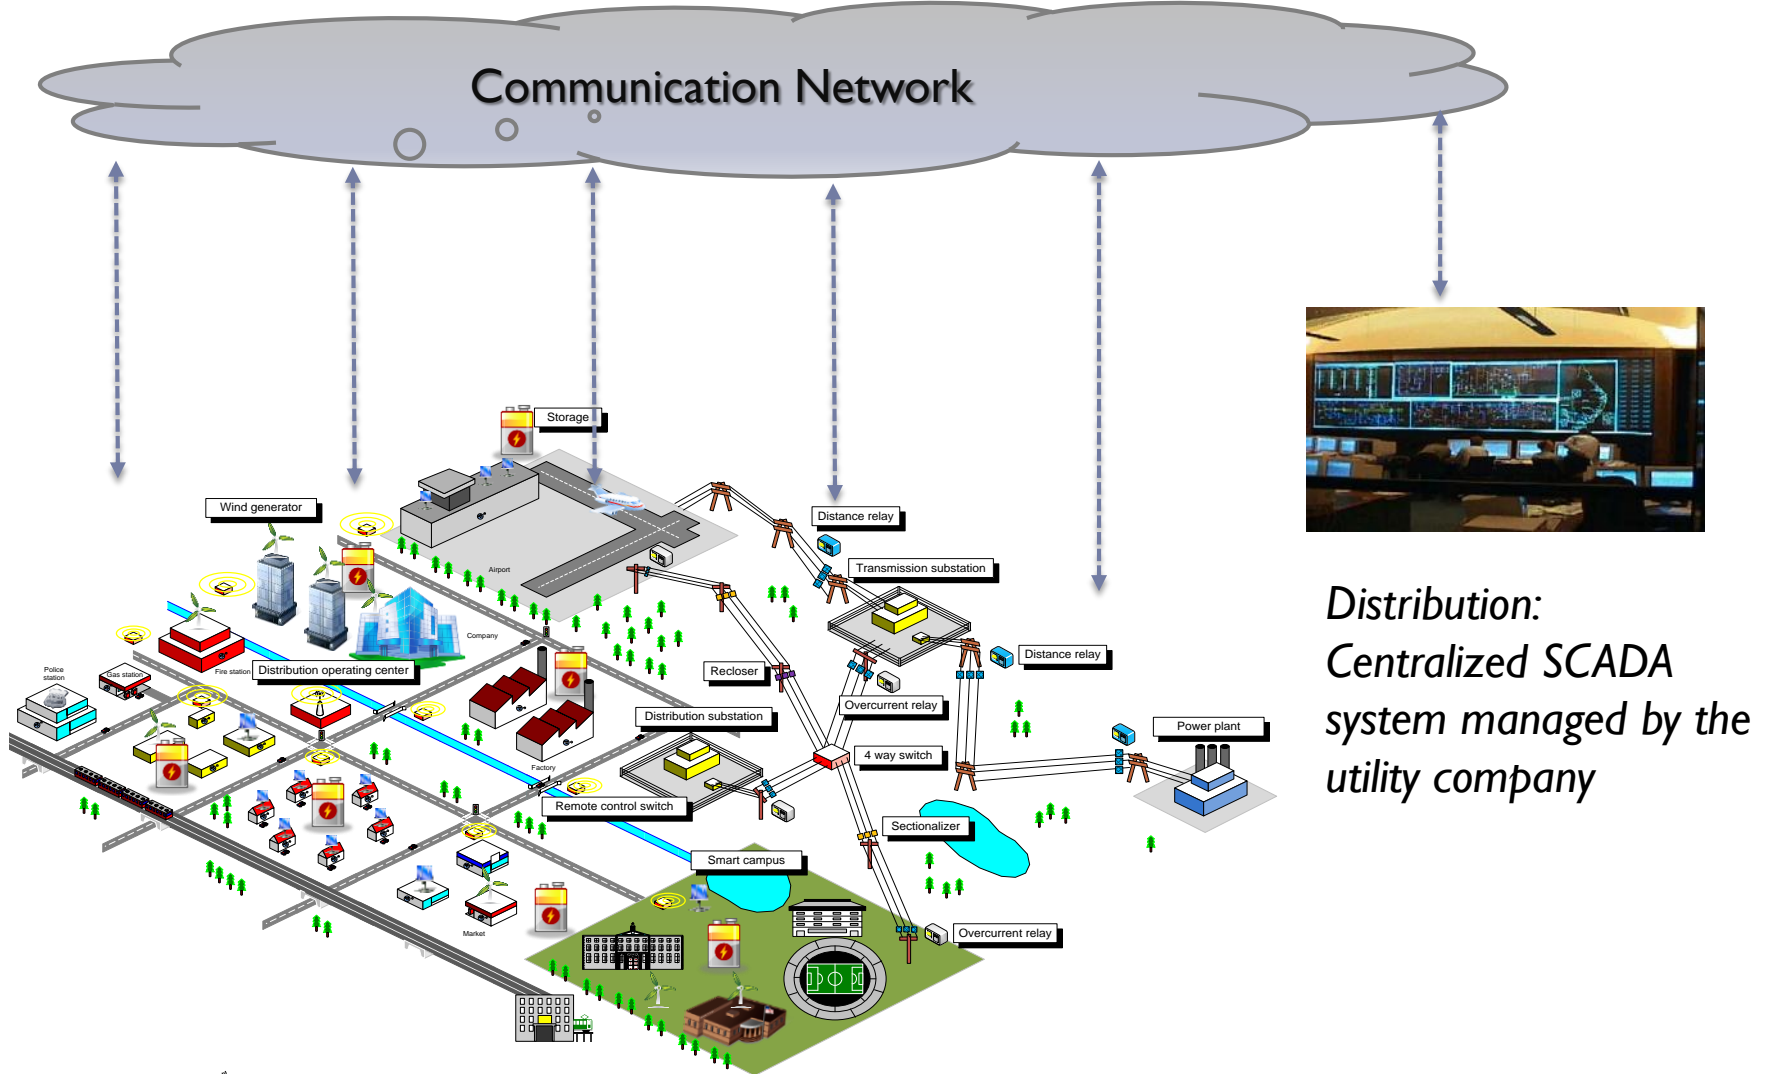 Communication Network
Storage
Wind generator
Distance relay
Airport
Transmission substation
Company
Distance relay
Police
station
Gas station
Fire station
Distribution operating center
Recloser
Overcurrent relay
Distribution substation
Power plant
4 way switch
Factory
Remote control switch
Sectionalizer
Smart campus
Market
Overcurrent relay
Distribution:
Centralized SCADA
system managed by the
utility company